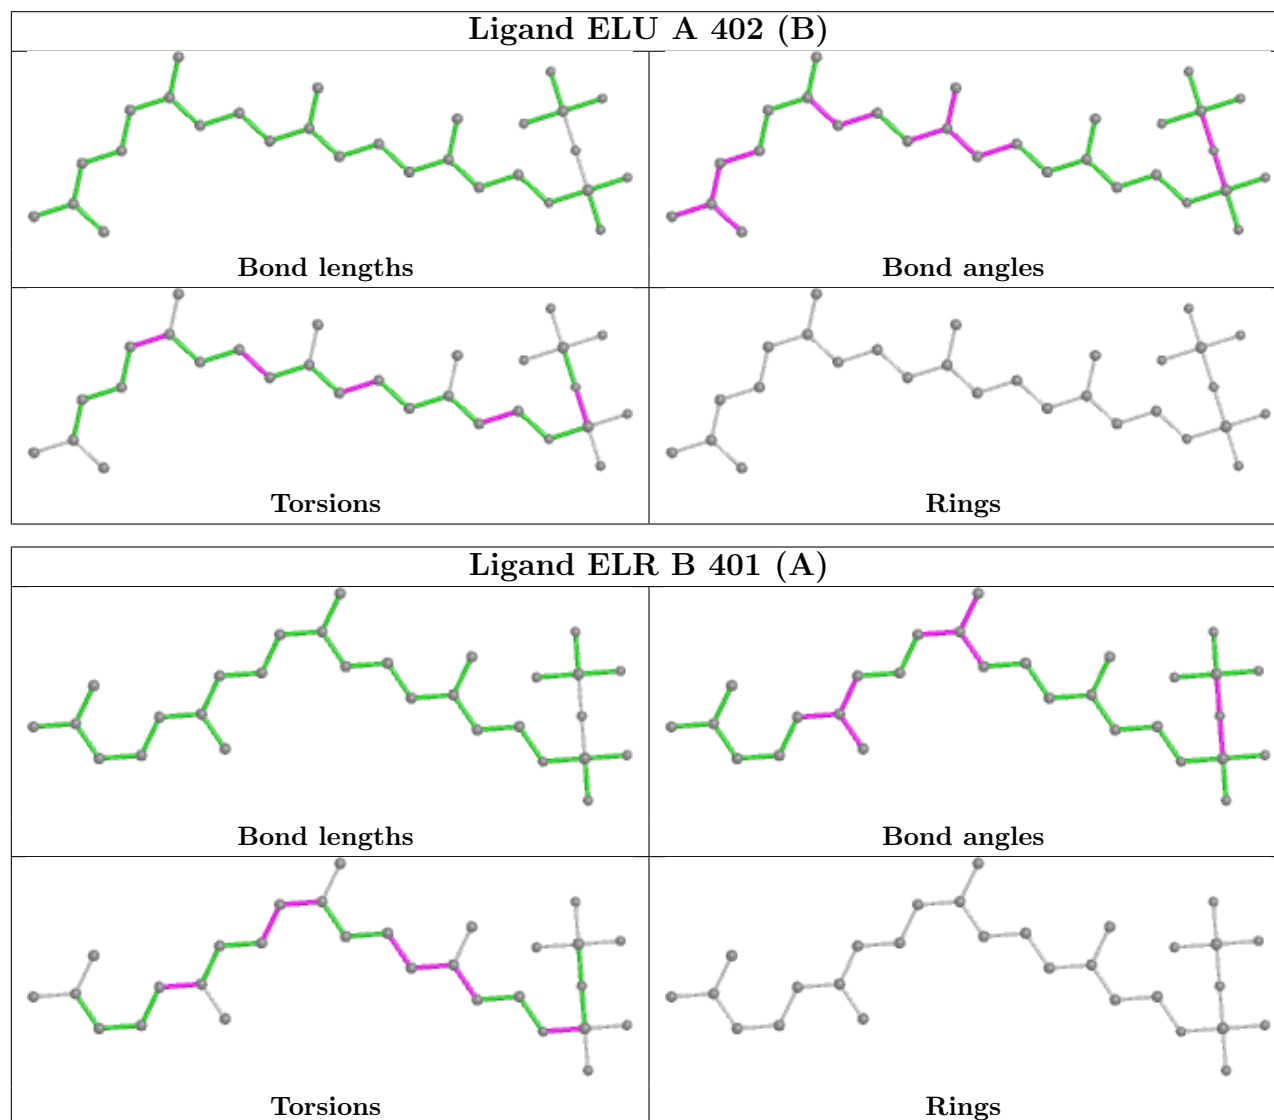 Ligand ELU A 402 (B)
Bond lengths
Bond angles
Torsions
Rings
Ligand ELR B 401 (A)
Bond lengths
Bond angles
Torsions
Rings